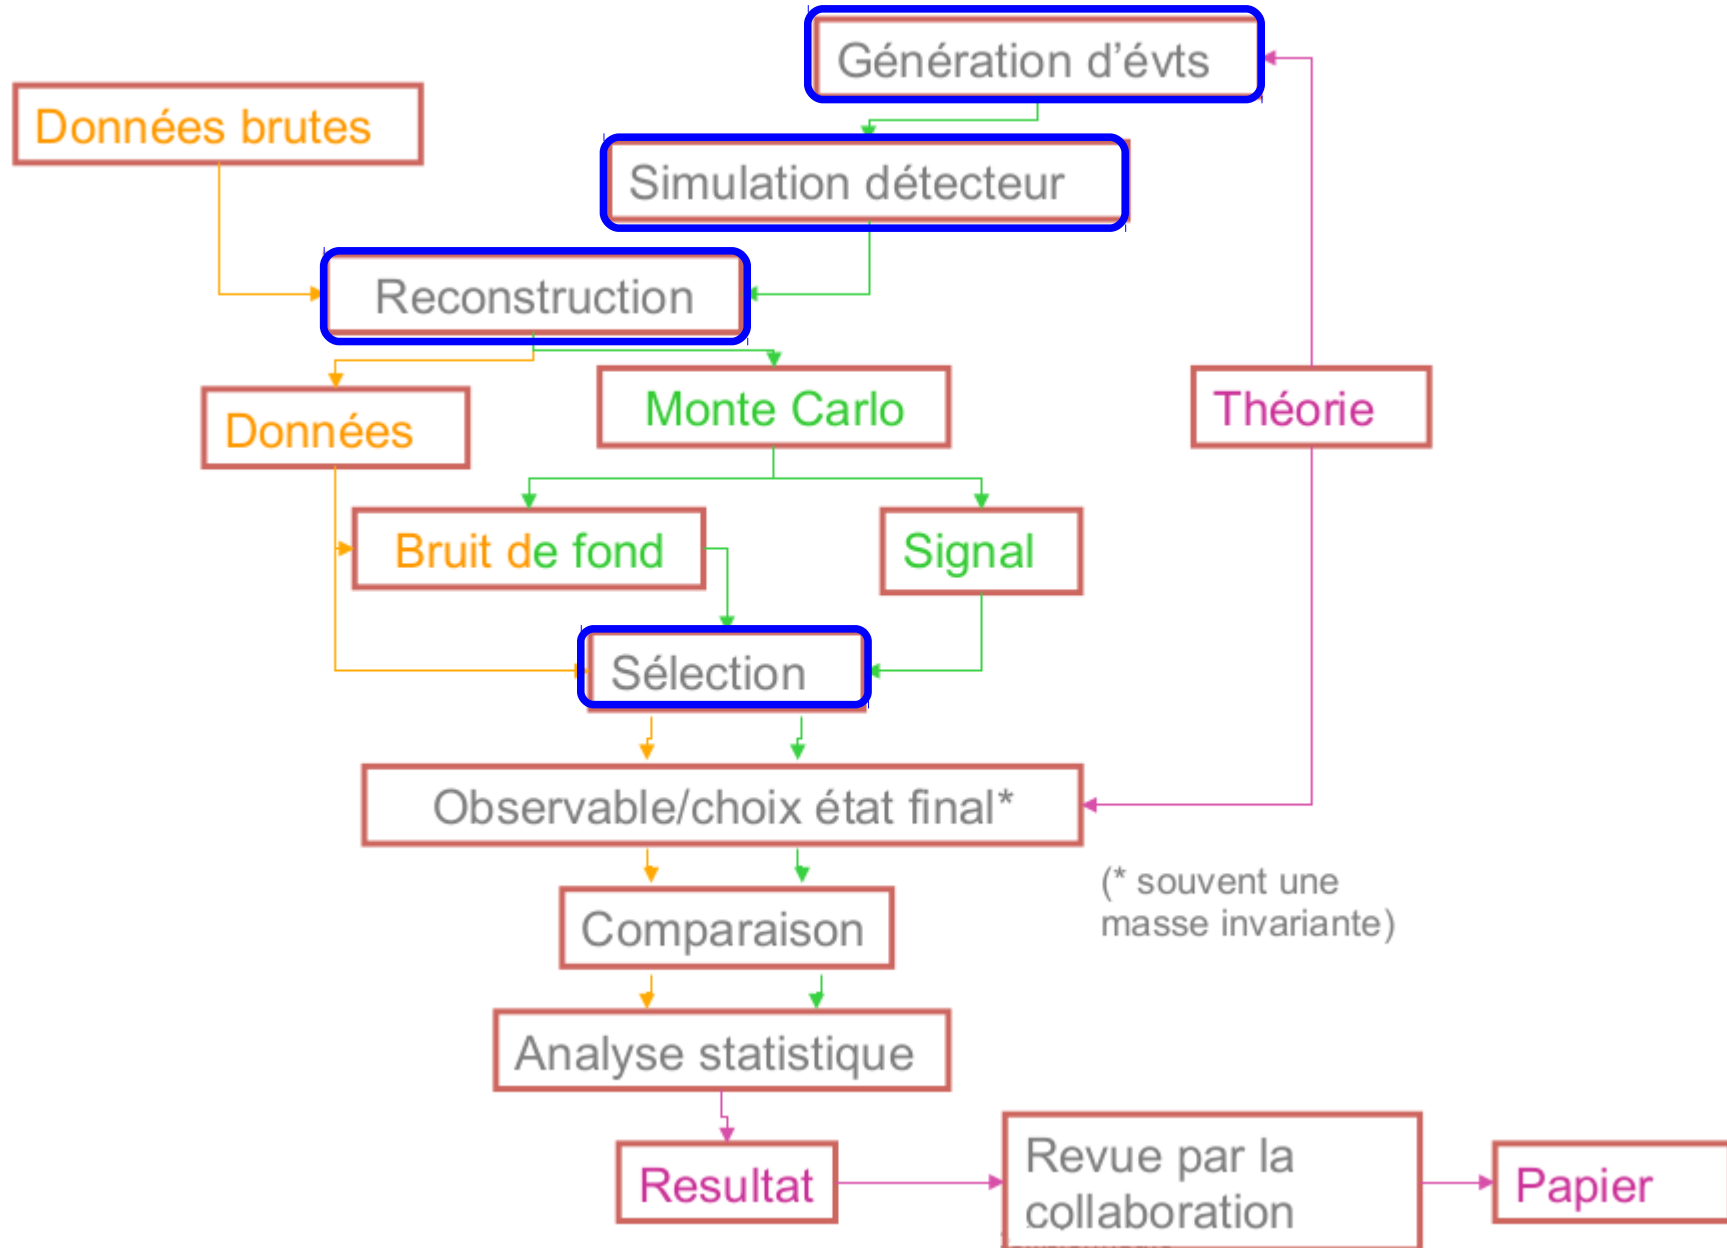 Génération d’évts
Données brutes
Simulation détecteur
Reconstruction
Monte Carlo
Théorie
Données
Bruit de fond
Signal
Sélection
Observable/choix état final*
(* souvent une
masse invariante)
Comparaison
Analyse statistique
Resultat
Revue par la
collaboration
Papier